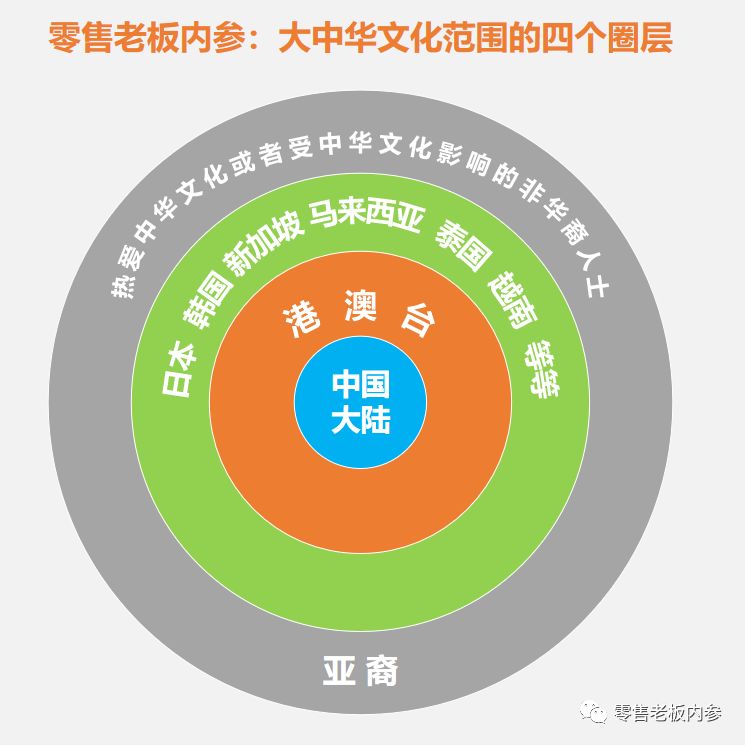 零售老板内参：大中华文化范围的四个圈层
热爱中华文化或者受中华文化影响的非华裔人士
日本 韩国 新加坡 马来西亚 泰国 越南 等等
港 澳 台
中国
大陆
亚裔
零售老板内参